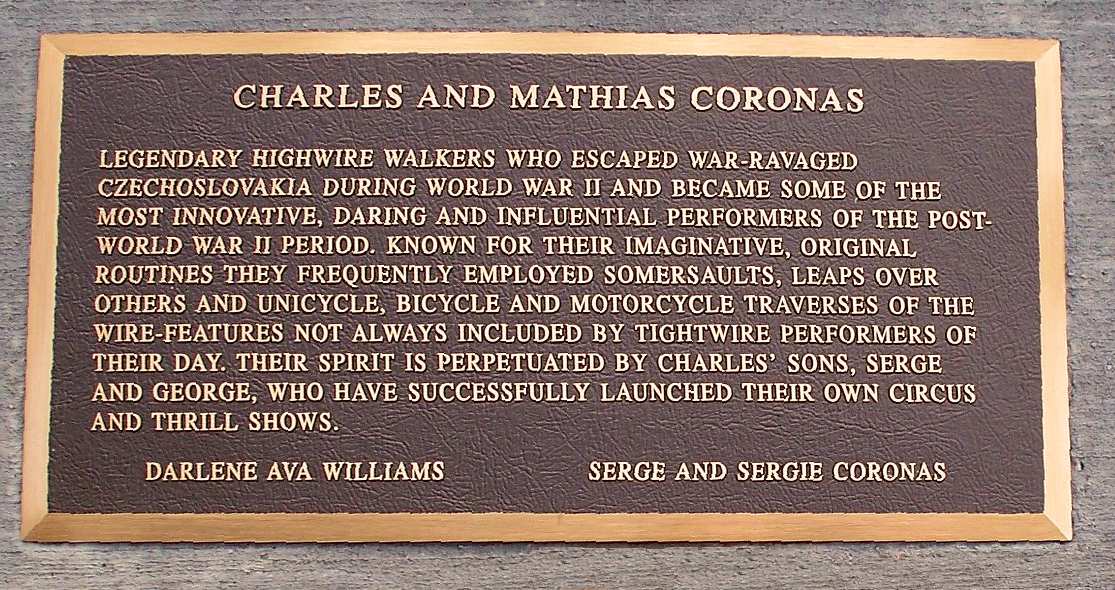 CHARLES AND MATHIAS CORONAS
LEGENDARY HIGHWIRE WALKERS WHO ESCAPED WAR-RAVAGED
CZECHOSLOVAKIA DURING WORLD WAR II AND BECAME SOME OF THE
MOST INNOVATIVE, DARING AND INFLUENTIAL PERFORMERS OF THE POST-
WORLD WAR II PERIOD. KNOWN FOR THEIR IMAGINATIVE, ORIGINAL
ROUTINES THEY FREQUENTLY EMPLOYED SOMERSAULTS, LEAPS OVER
OTHERS AND UNICYCLE, BICYCLE AND MOTORCYCLE TRAVERSES OF THE
WIRE-FEATURES NOT ALWAYS INCLUDED BY TIGHTWIRE PERFORMERS OF
THEIR DAY. THEIR SPIRIT IS PERPETUATED BY CHARLES' SONS, SERGE
AND GEORGE, WHO HAVE SUCCESSFULLY LAUNCHED THEIR OWN CIRCUS
AND THRILL SHOWS.
DARLENE AVA WILLIAMS SERGE AND SERGIE CORONAS